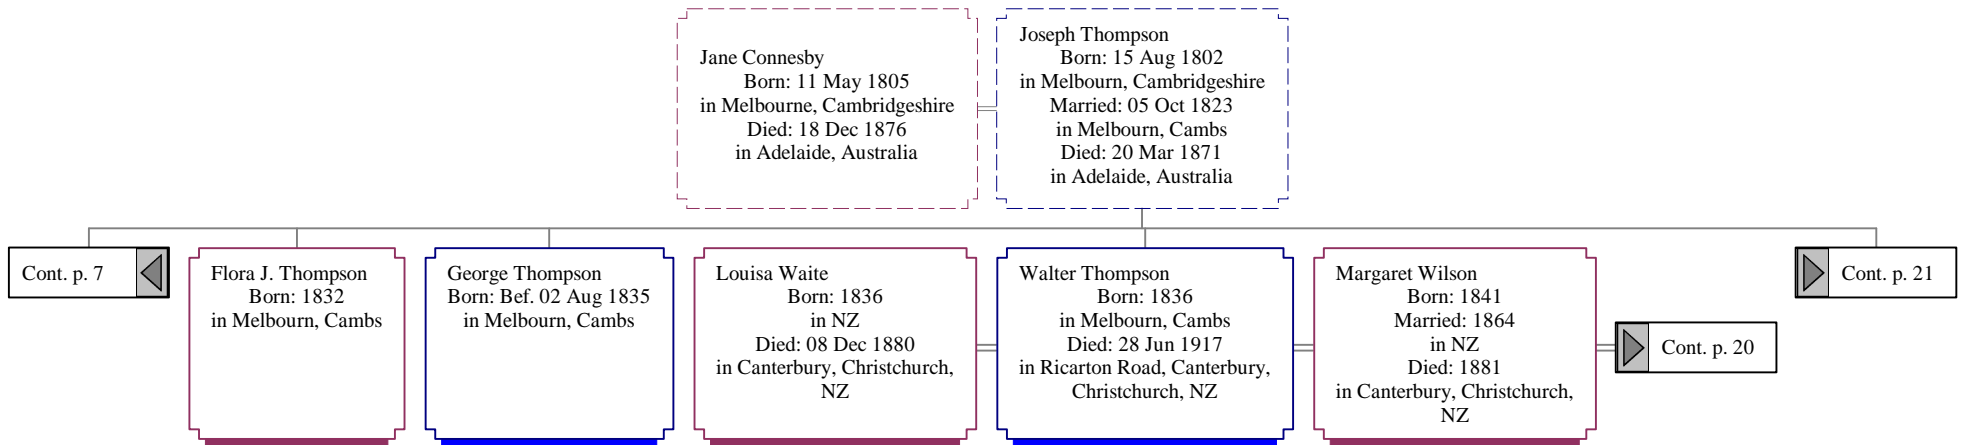 Jane Connesby
Born: 11 May 1805
in Melbourne, Cambridgeshire
Died: 18 Dec 1876
in Adelaide, Australia
Joseph Thompson
Born: 15 Aug 1802
in Melbourn, Cambridgeshire
Married: 05 Oct 1823
in Melbourn, Cambs
Died: 20 Mar 1871
in Adelaide, Australia
Cont. p. 7
Flora J. Thompson
Born: 1832
in Melbourn, Cambs
George Thompson
Born: Bef. 02 Aug 1835
in Melbourn, Cambs
Louisa Waite
Born: 1836
in NZ
Died: 08 Dec 1880
in Canterbury, Christchurch,
NZ
Walter Thompson
Born: 1836
in Melbourn, Cambs
Died: 28 Jun 1917
in Ricarton Road, Canterbury,
Christchurch, NZ
Margaret Wilson
Born: 1841
Married: 1864
in NZ
Died: 1881
in Canterbury, Christchurch,
NZ
Cont. p. 20
Cont. p. 21